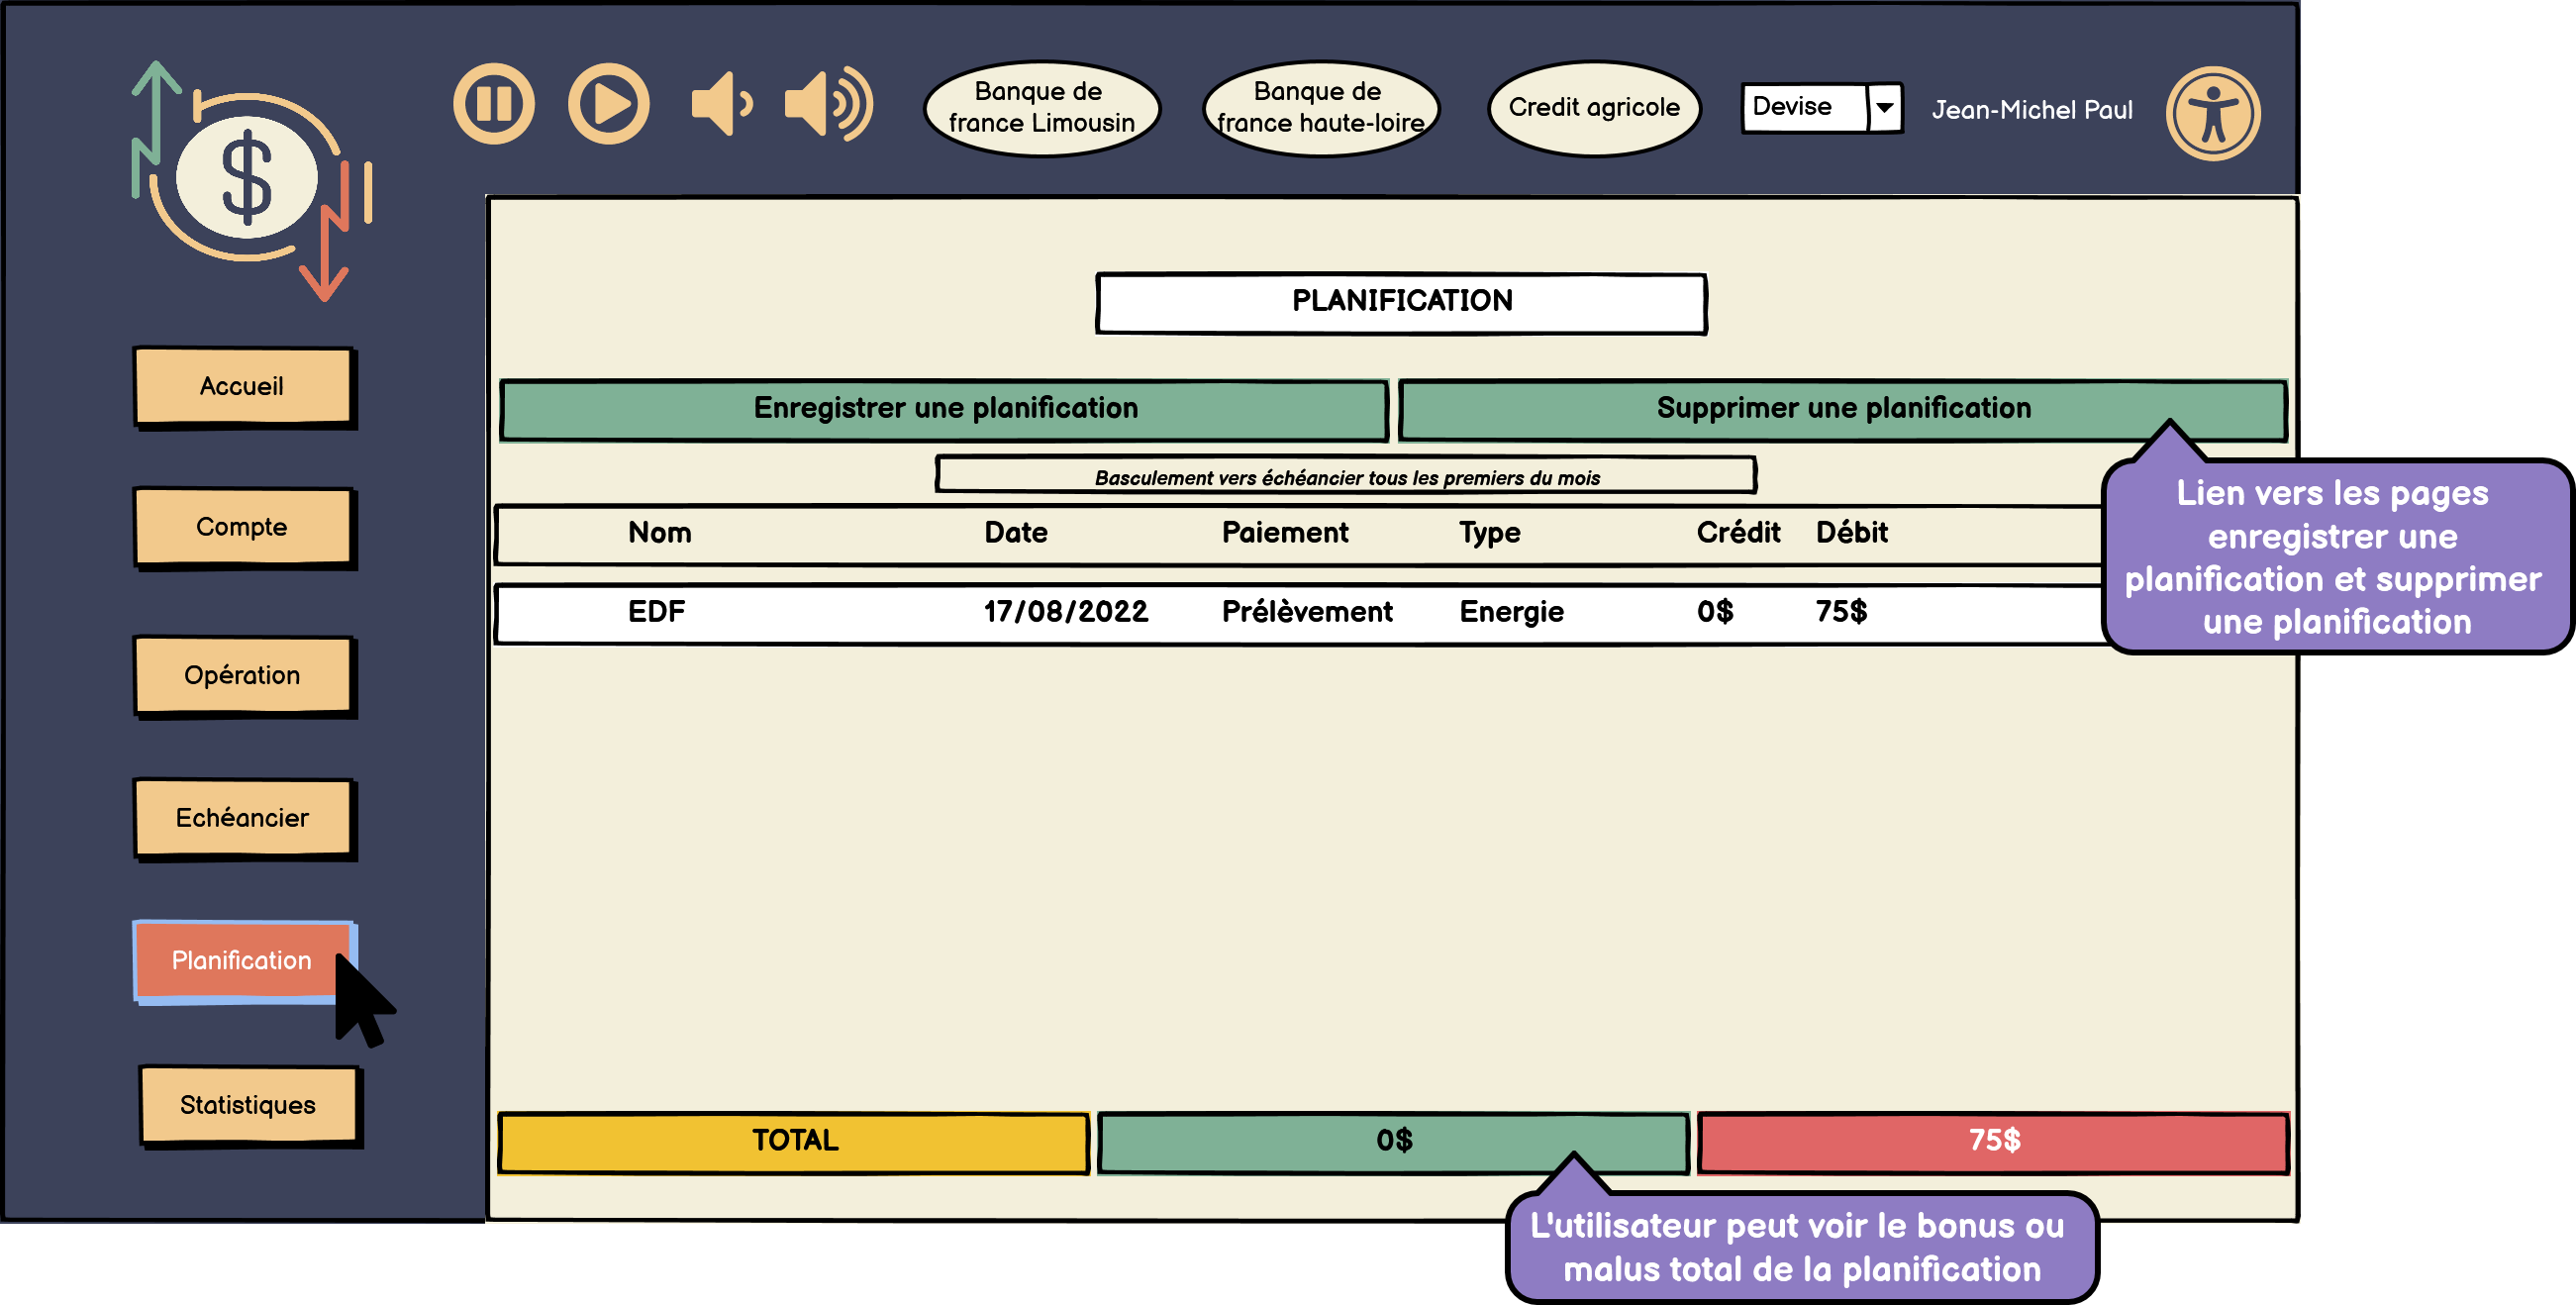 $
Banque de
france Limousin
Banque de
france haute-loire
Credit agricole
Devise
Jean-Michel Paul
PLANIFICATION
Accueil
Enregistrer une planification
Supprimer une planification
Basculement vers échéancier tous les premiers du mois
Lien vers les pages
enregistrer une
planification et supprimer
une planification
Compte
Nom Date Paiement Type Crédit Débit
EDF 17/08/2022 Prélèvement Energie 0$ 75$
Opération
Echéancier
Planification
Statistiques
TOTAL 0$ 75$
L'utilisateur peut voir le bonus ou
malus total de la planification